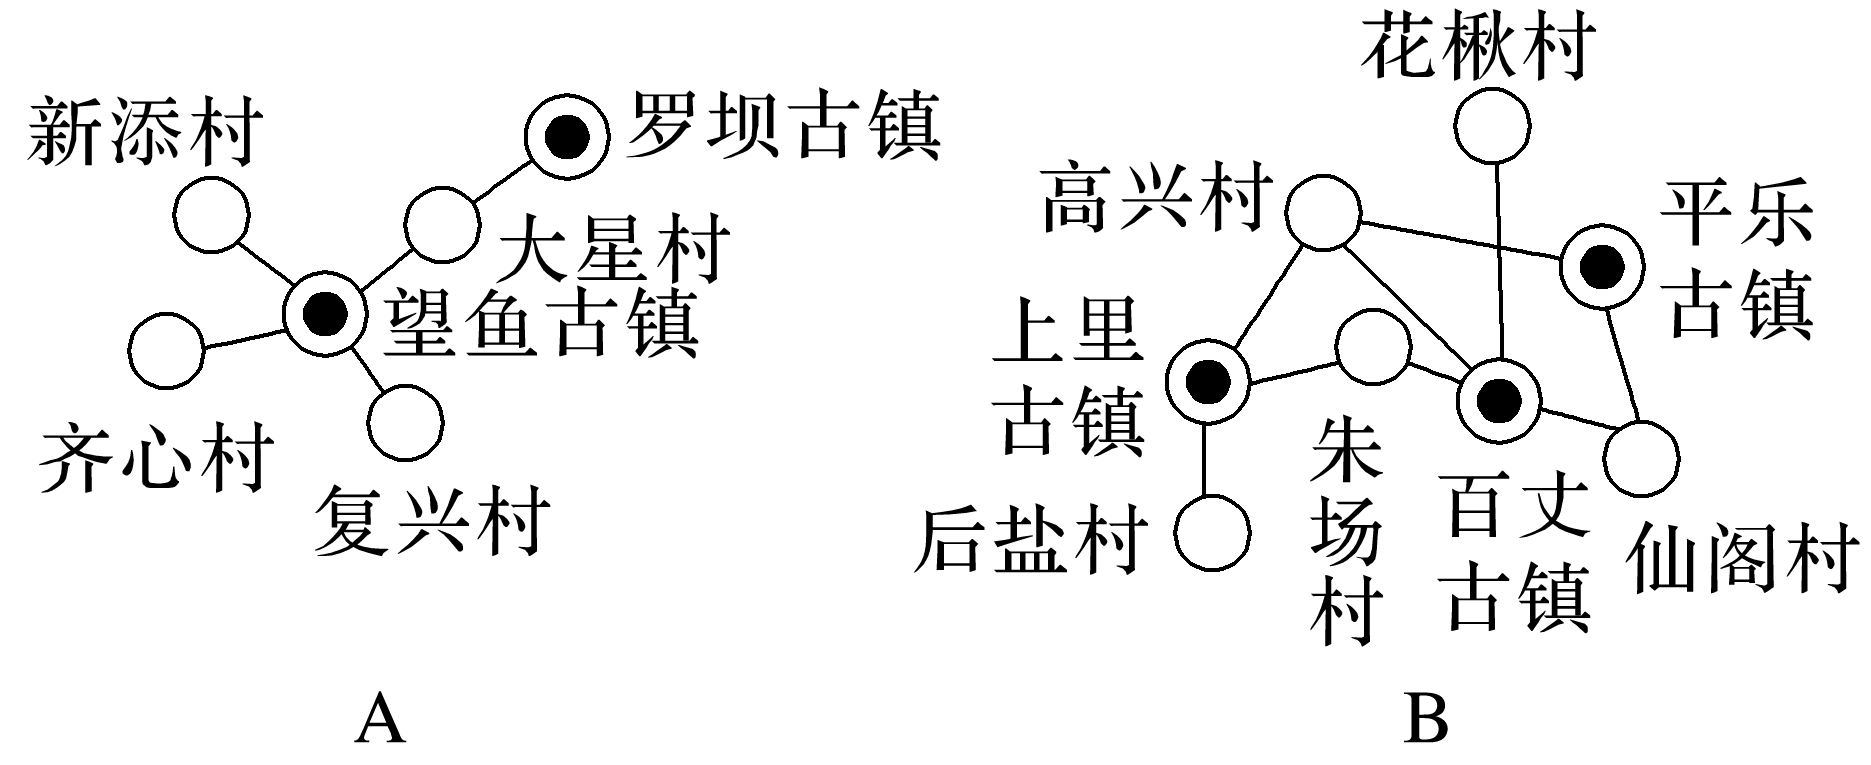 新添村
罗坝古镇
大星村
望鱼古镇
齐心村
复兴村
A
花楸村
高兴村
平乐
古镇
上里
古镇
朱
场
村
百丈
古镇
后盐村
仙阁村
B